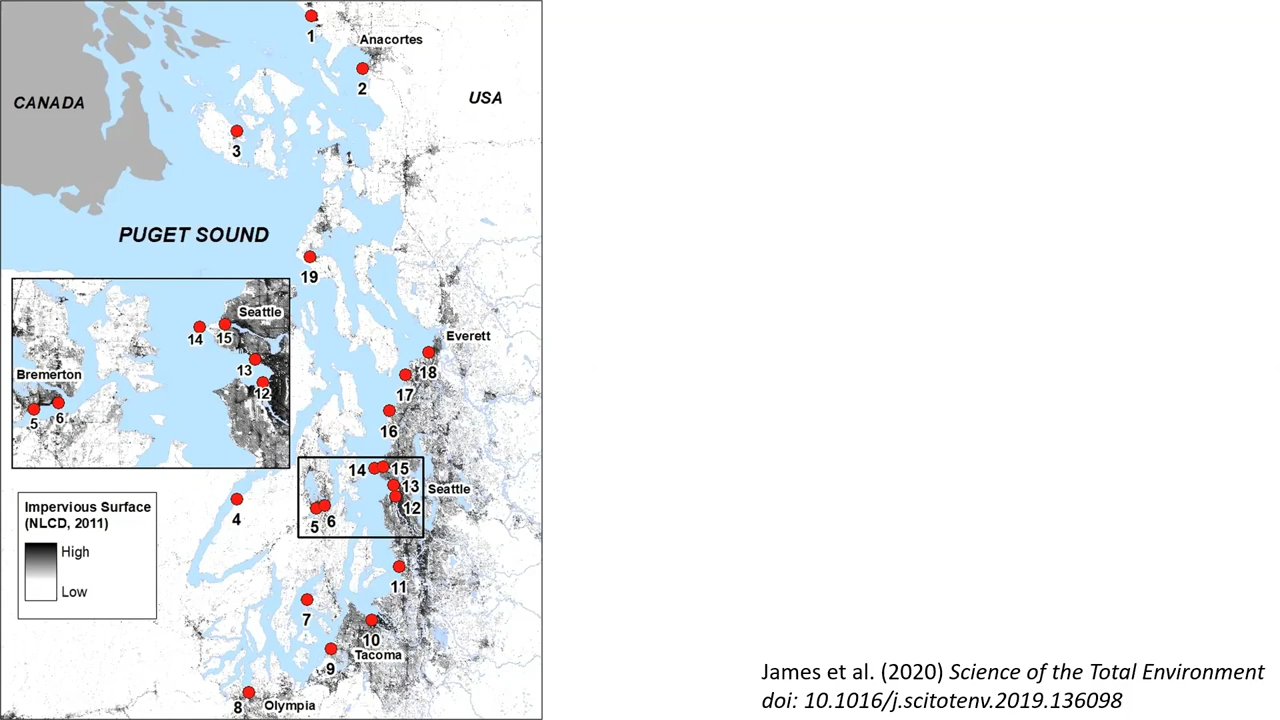 1
Anacortes
2
CANADA
USA
3
PUGET SOUND
19
Seattle
14
15
13
Bremerton
12
5
6
Everett
18
17
16
14
15
13
Seattle
12
4
5
6
Impervious Surface
(NLCD, 2011)
High
Low
11
7
10
9
Tacoma
8
Olympia
James et al. (2020) Science of the Total Environment
doi: 10.1016/j.scitotenv.2019.136098